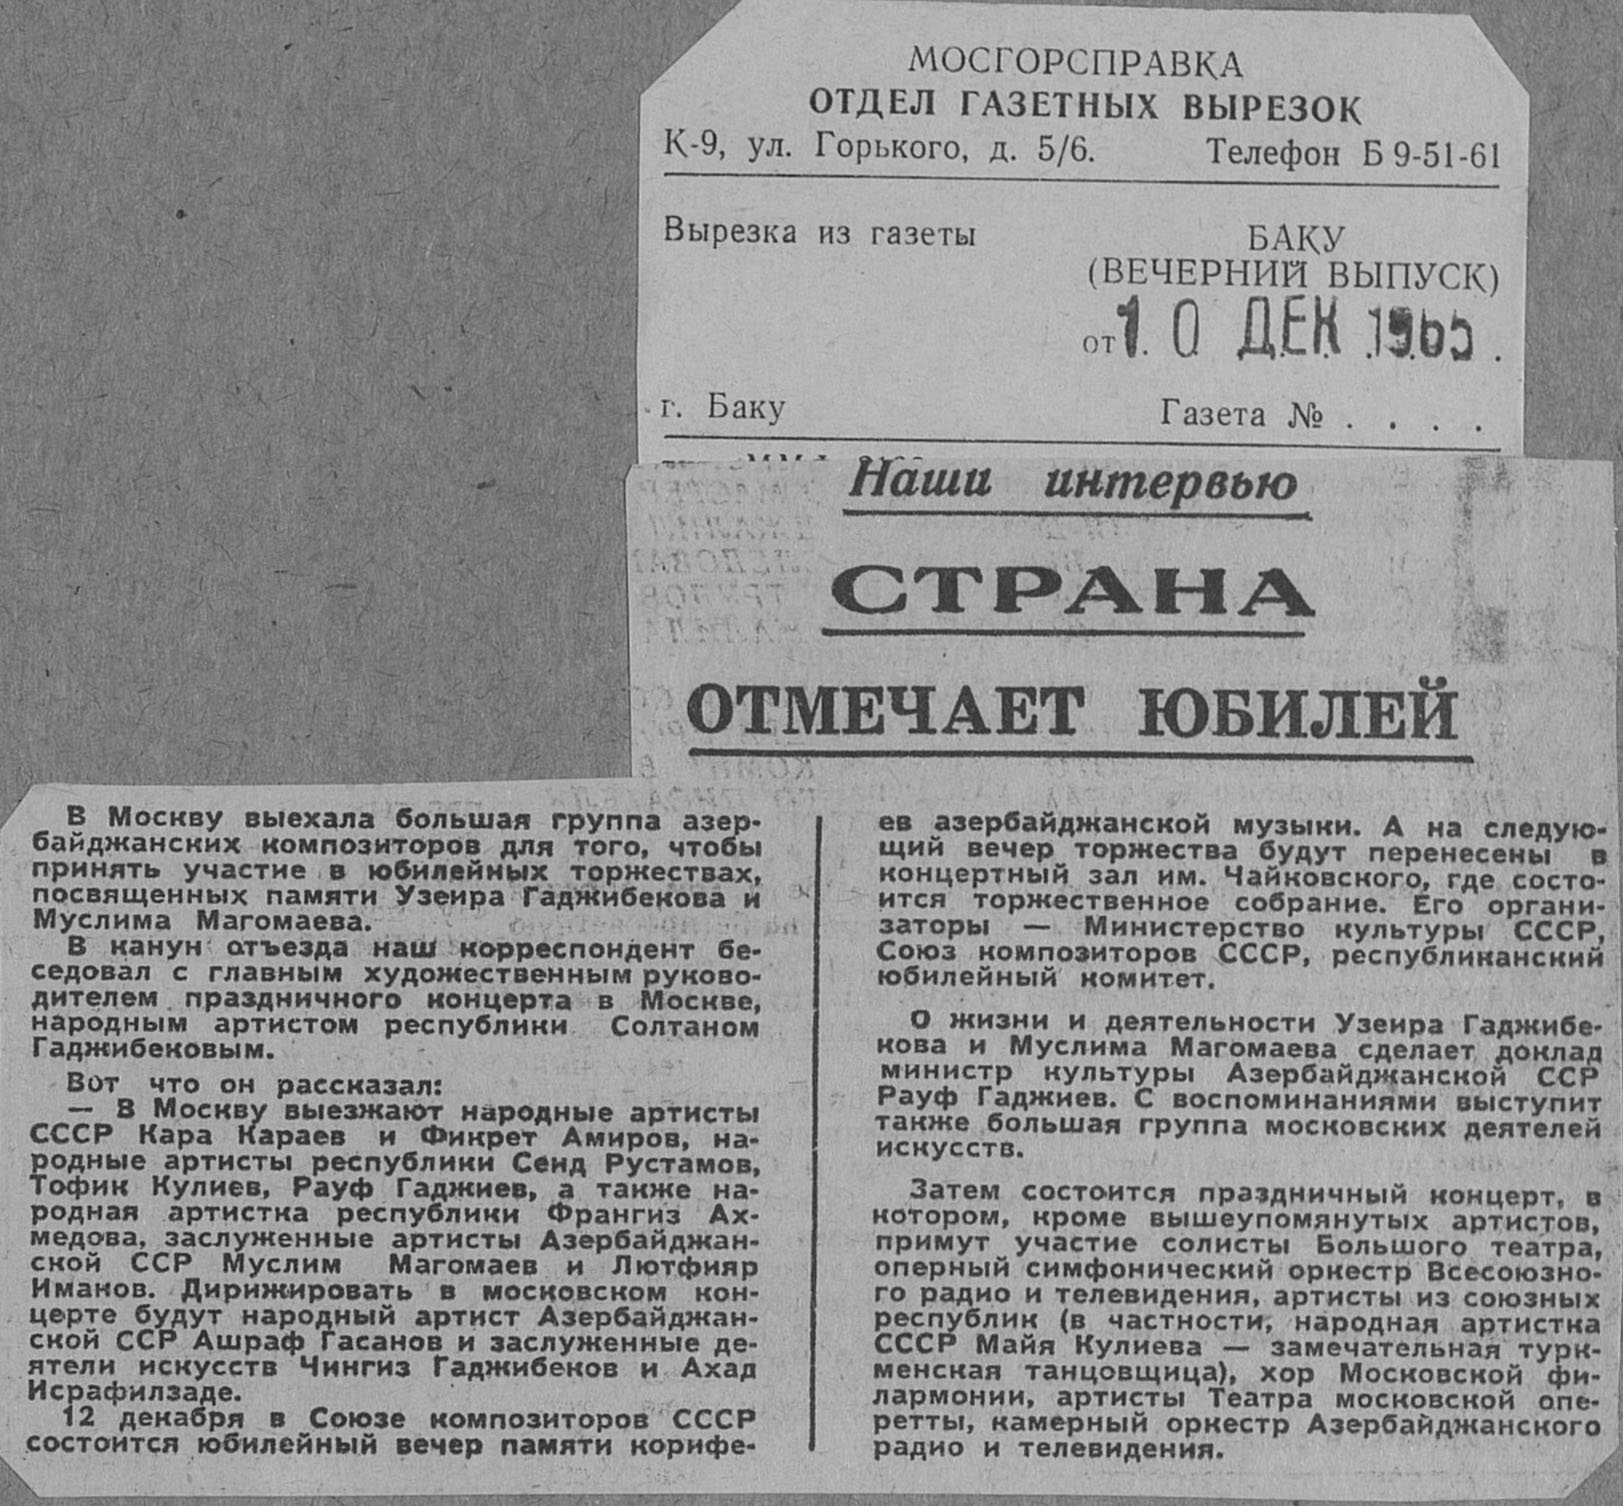 МОСГОРСПРАВКА
ОТДЕЛ ГАЗЕТНЫХ ВЫРЕЗОК
К-9, ул. Горького, д. 5/6. Телефон Б 9-51-61
Вырезка из газеты
БАКУ
(ВЕЧЕРНИЙ ВЫПУСК)
от 10 ДЕК 1965.
г. Баку Газета № . . . .
Наши интервью
СТРАНА
ОТМЕЧАЕТ ЮБИЛЕЙ
В Москву выехала большая группа азер-
байджанских композиторов для того, чтобы
принять участие в юбилейных торжествах,
посвященных памяти Узеира Гаджибекова и
Муслима Магомаева.
В канун отъезда наш корреспондент бе-
седовал с главным художественным руково-
дителем праздничного концерта в Москве,
народным артистом республики Солтаном
Гаджибековым.
Вот что он рассказал:
— В Москву выезжают народные артисты
СССР Кара Караев и Фикрет Амиров, на-
родные артисты республики Сеид Рустамов,
Тофик Кулиев, Рауф Гаджиев, а также на-
родная артистка республики Франгиз Ах-
медова, заслуженные артисты Азербайджан-
ской ССР Муслим Магомаев и Лютфияр
Иманов. Дирижировать в московском кон-
церте будут народный артист Азербайджан-
ской ССР Ашраф Гасанов и заслуженные де-
ятели искусств Чингиз Гаджибеков и Ахад
Исрафилзаде.
12 декабря в Союзе композиторов СССР
состоится юбилейный вечер памяти корифе-
ев азербайджанской музыки. А на следую-
щий вечер торжества будут перенесены в
концертный зал им. Чайковского, где состо-
ится торжественное собрание. Его органи-
заторы — Министерство культуры СССР,
Союз композиторов СССР, республиканский
юбилейный комитет.
О жизни и деятельности Узеира Гаджибе-
кова и Муслима Магомаева сделает доклад
министр культуры Азербайджанской ССР
Рауф Гаджиев. С воспоминаниями выступит
также большая группа московских деятелей
искусств.
Затем состоится праздничный концерт, в
котором, кроме вышеупомянутых артистов,
примут участие солисты Большого театра,
оперный симфонический оркестр Всесоюзно-
го радио и телевидения, артисты из союзных
республик (в частности, народная артистка
СССР Майя Кулиева — замечательная турк-
менская танцовщица), хор Московской фи-
лармонии, артисты Театра московской опе-
ретты, камерный оркестр Азербайджанского
радио и телевидения.